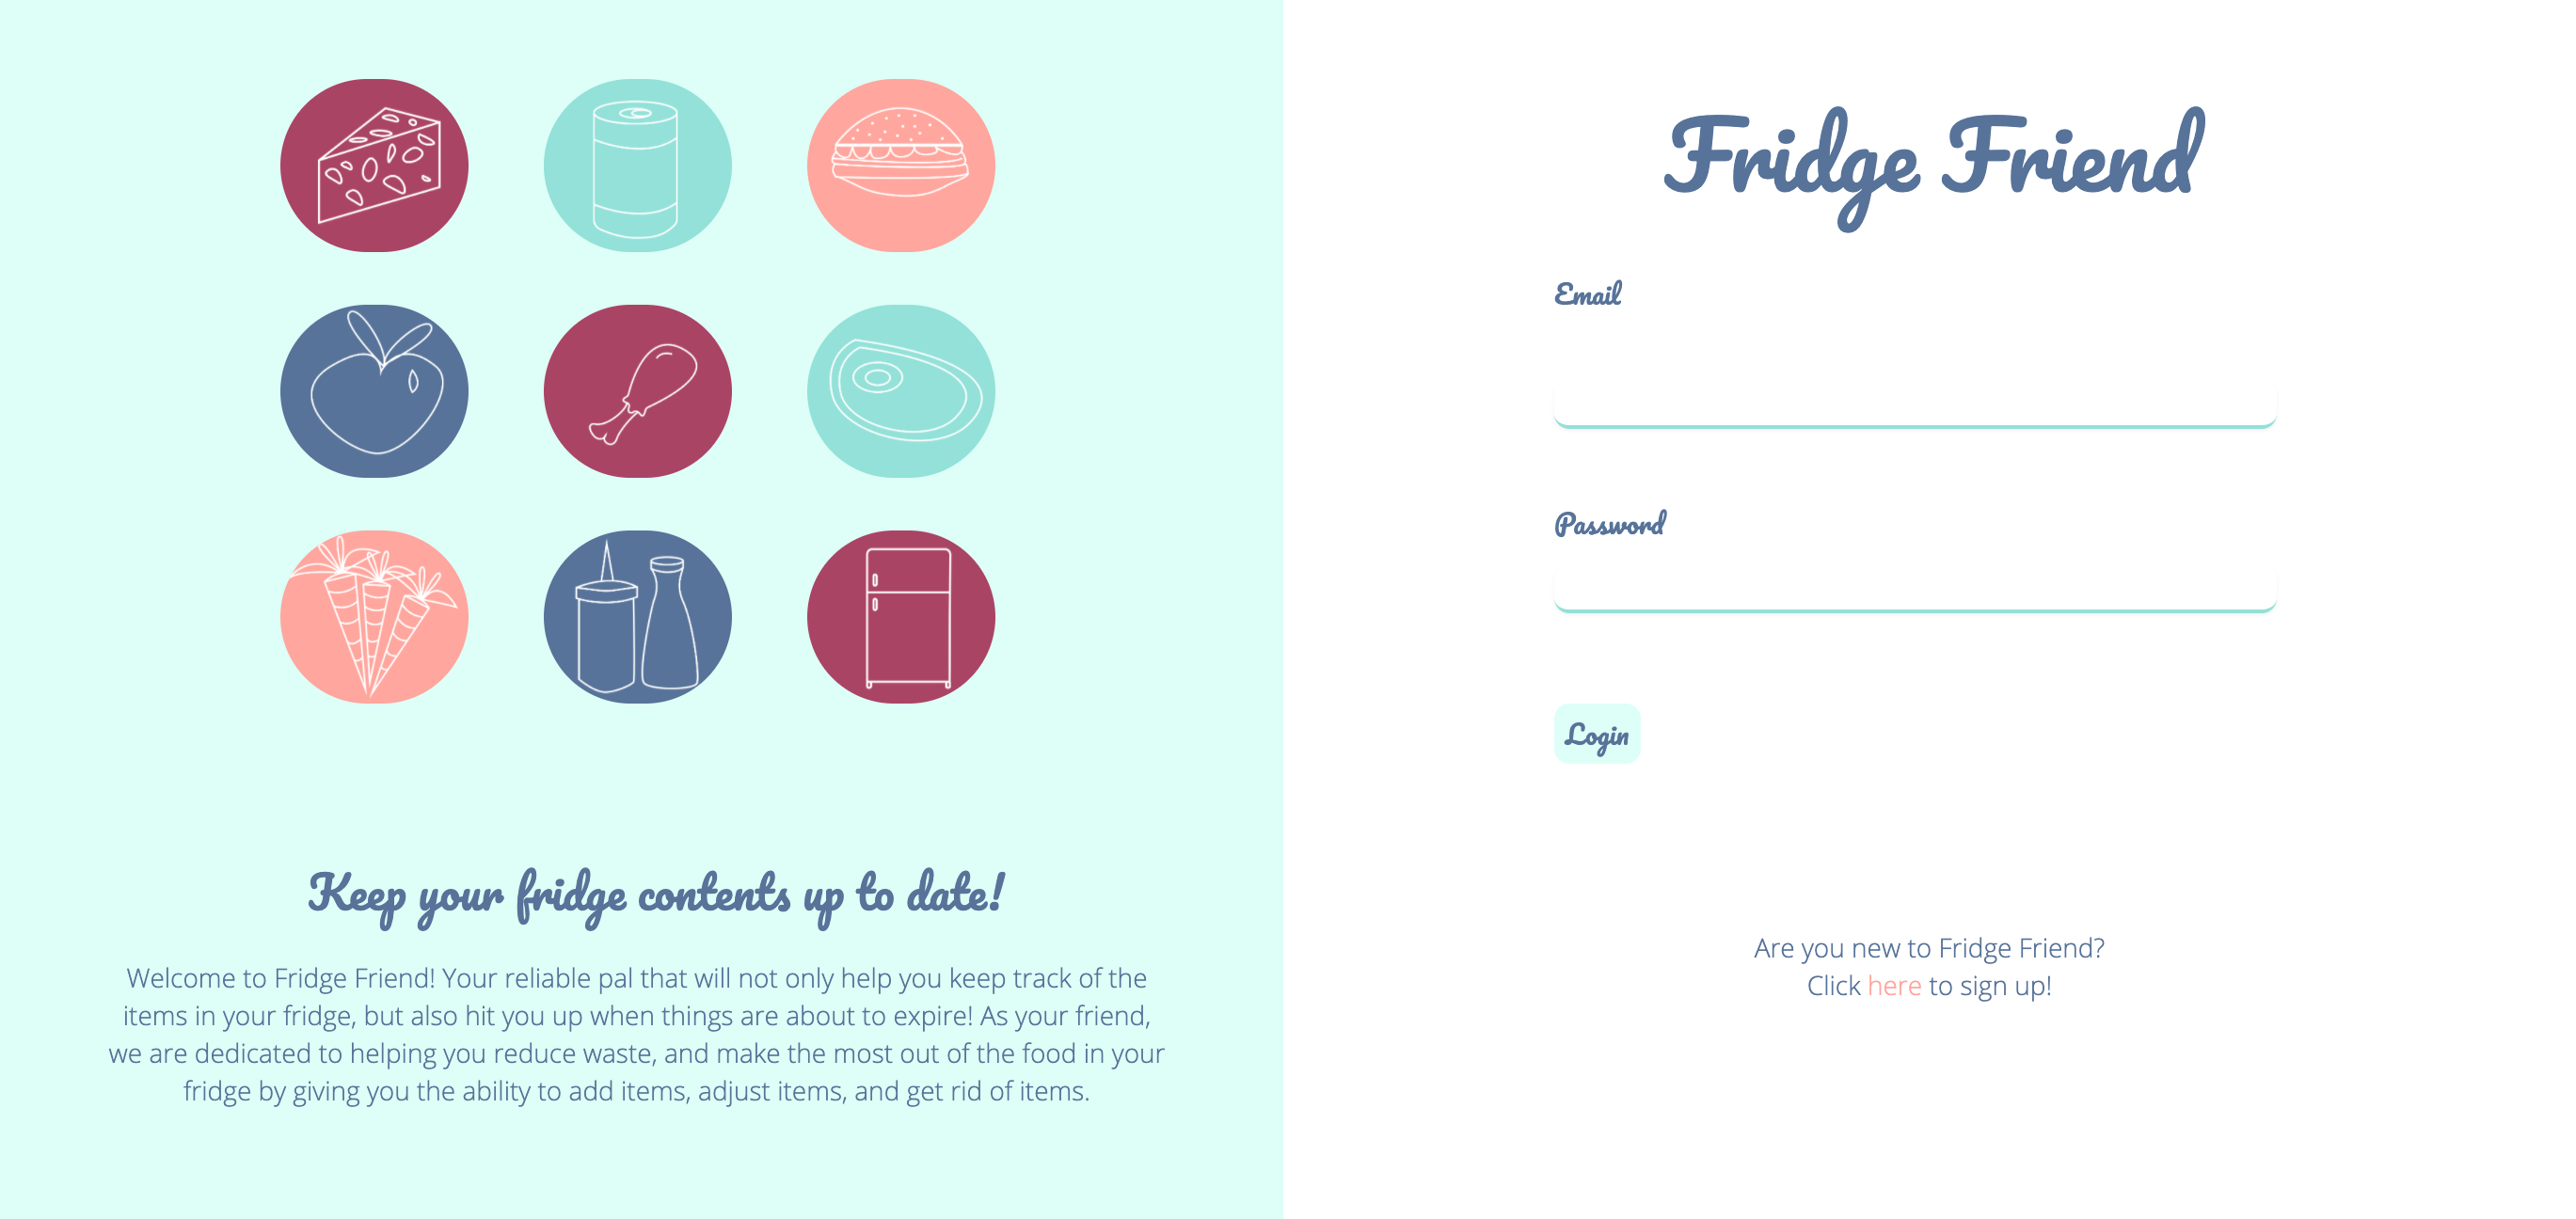 Keep your fridge contents up to date!
Welcome to Fridge Friend! Your reliable pal that will not only help you keep track of the
items in your fridge, but also hit you up when things are about to expire! As your friend,
we are dedicated to helping you reduce waste, and make the most out of the food in your
fridge by giving you the ability to add items, adjust items, and get rid of items.
Fridge Friend
Email
Password
Login
Are you new to Fridge Friend?
Click here to sign up!